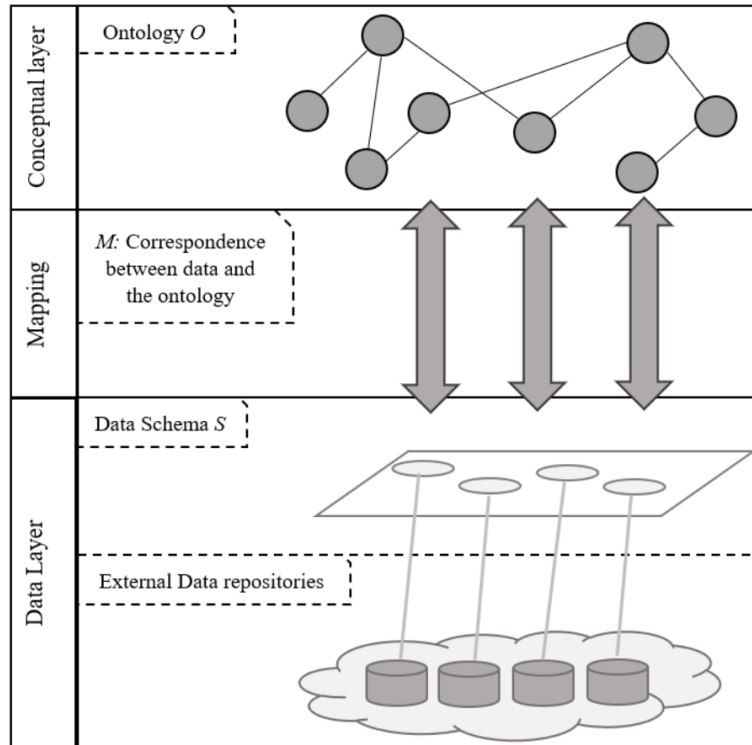 Conceptual layer
Ontology O
Mapping
M: Correspondence
between data and
the ontology
Data Layer
Data Schema S
External Data repositories